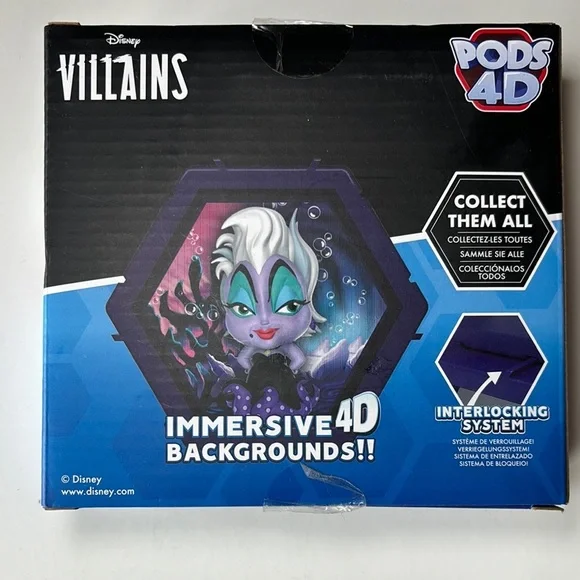 Disney
VILLAINS
PODS
4D
COLLECT
THEM ALL
COLLECTEZ-LES TOUTES
SAMMLE SIE ALLE
COLECCIÓNALOS
TODOS
IMMERSIVE 4D
BACKGROUNDS!!
INTERLOCKING
SYSTEM
SYSTÈME DE VERROUILLAGE!
VERRIEGELUNGSSYSTEM!
SISTEMA DE ENTRELAZADO
SISTEMA DE BLOQUEIO!
© Disney
www.disney.com